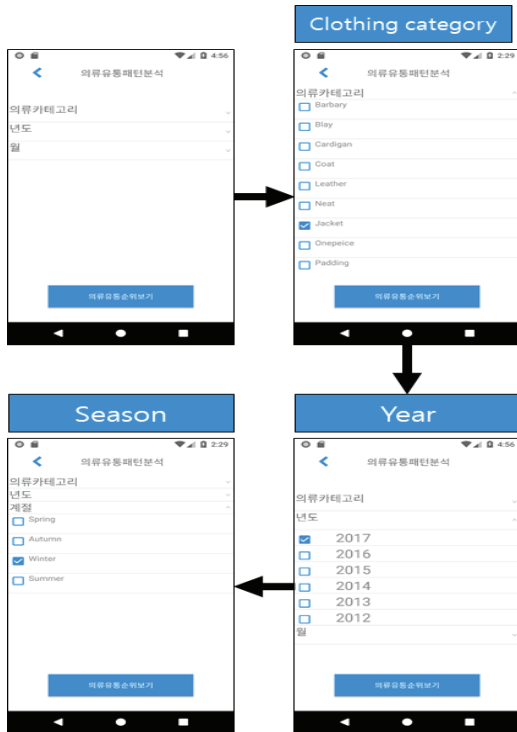 4:56
의류유통패턴분석
의류카테고리
년도
월
의류유통순위보기
Clothing category
2:29
의류유통패턴분석
의류카테고리
Barbary
Blay
Cardigan
Coat
Leather
Neat
Jacket
Onepeice
Padding
의류유통순위보기
Year
4:56
의류유통패턴분석
의류카테고리
년도
2017
2016
2015
2014
2013
2012
월
의류유통순위보기
Season
2:29
의류유통패턴분석
의류카테고리
년도
계절
Spring
Autumn
Winter
Summer
의류유통순위보기